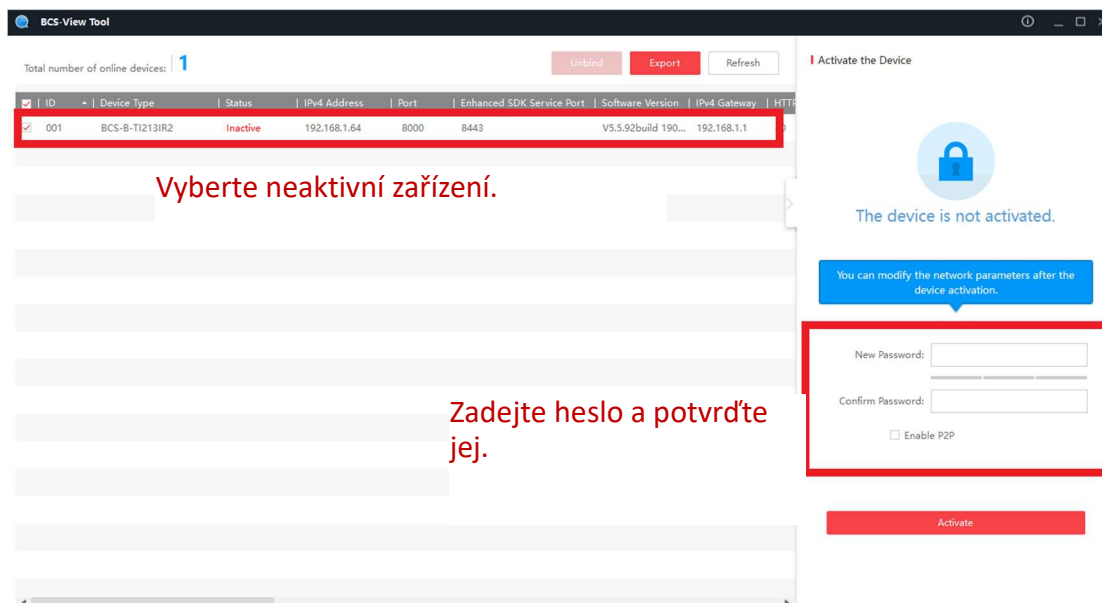 BCS-View Tool
Total number of online devices: 1
Unbind Export Refresh
Activate the Device
ID Device Type Status IPv4 Address Port Enhanced SDK Service Port Software Version IPv4 Gateway HTTP
001 BCS-B-TI213IR2 Inactive 192.168.1.64 8000 8443 V5.5.92build 190... 192.168.1.1
Vyberte neaktivní zařízení.
The device is not activated.
You can modify the network parameters after the
device activation.
New Password:
Confirm Password:
Enable P2P
Zadejte heslo a potvrďte
jej.
Activate